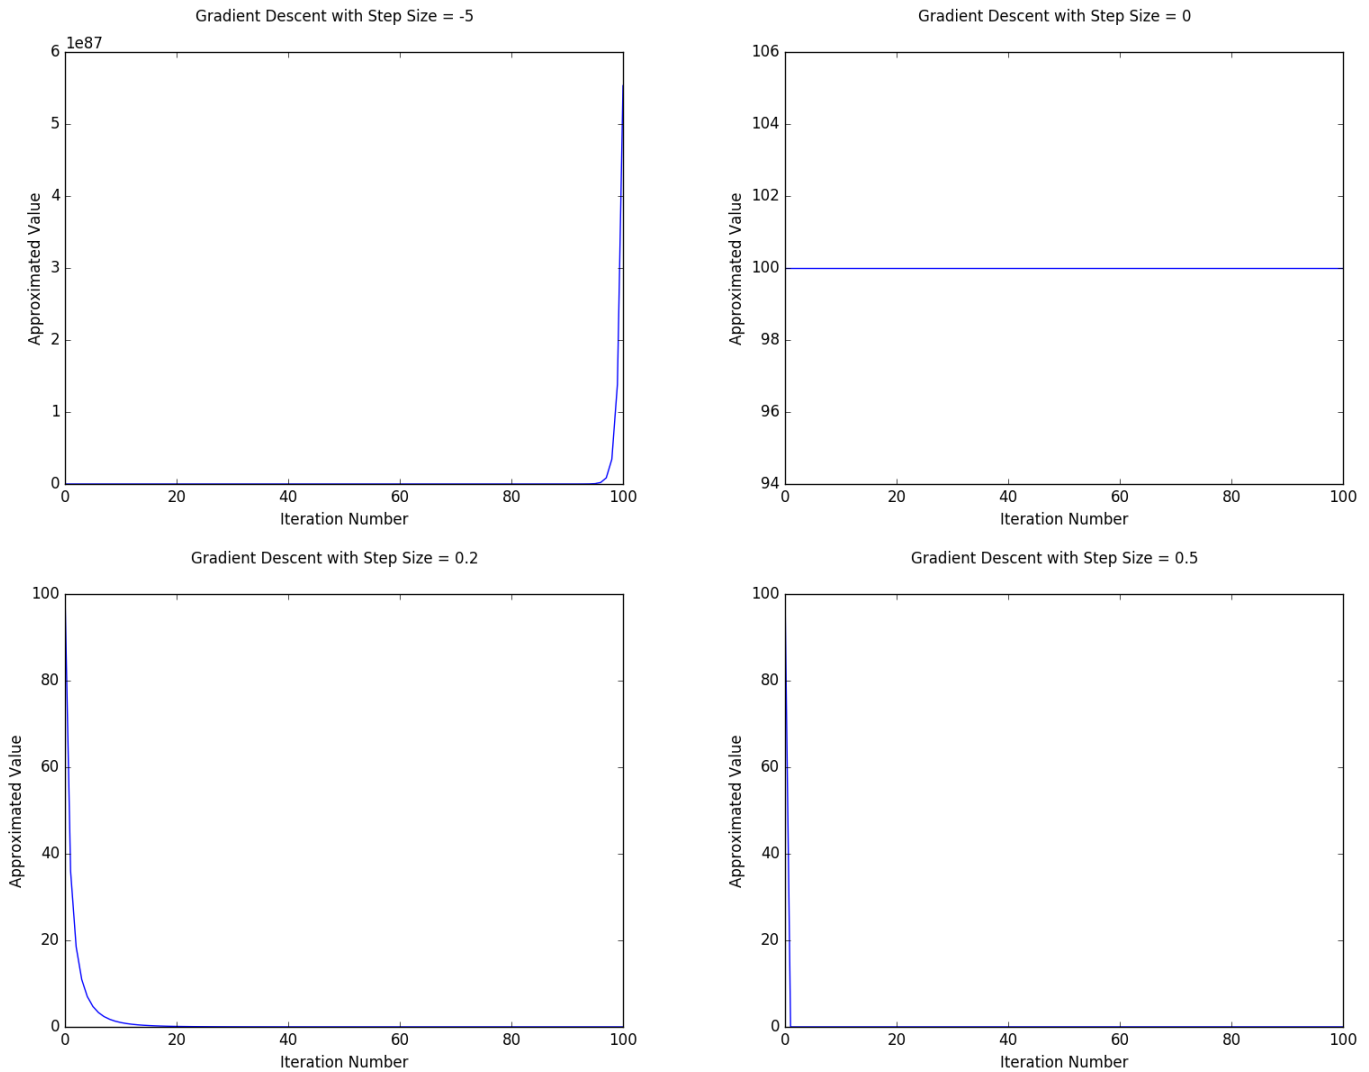 Gradient Descent with Step Size = -5
1e87
6
5
4
3
2
1
0
Approximated Value
0 20 40 60 80 100
Iteration Number
Gradient Descent with Step Size = 0
106
104
102
100
98
96
94
Approximated Value
0 20 40 60 80 100
Iteration Number
Gradient Descent with Step Size = 0.2
100
80
60
40
20
0
Approximated Value
0 20 40 60 80 100
Iteration Number
Gradient Descent with Step Size = 0.5
100
80
60
40
20
0
Approximated Value
0 20 40 60 80 100
Iteration Number